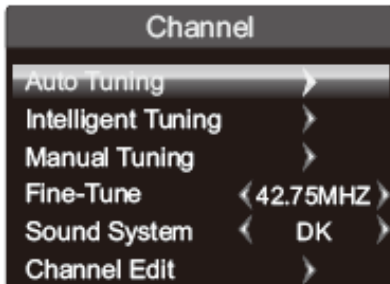 Channel
Auto Tuning
Intelligent Tuning
Manual Tuning
Fine-Tune 42.75MHZ
Sound System DK
Channel Edit